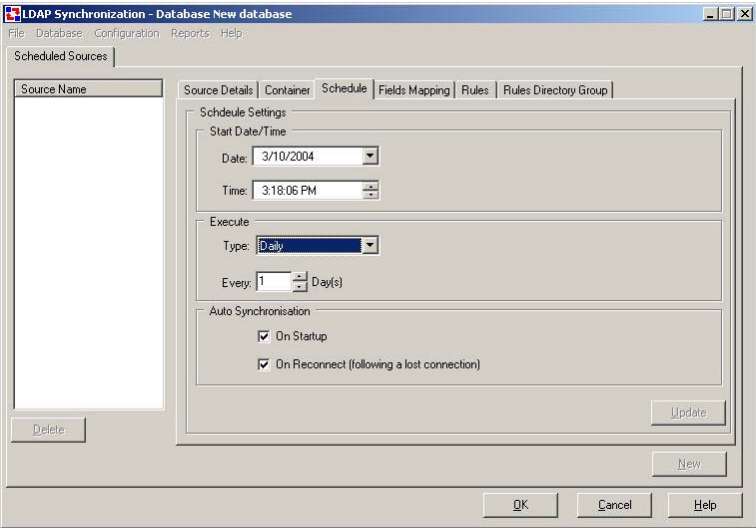 LDAP Synchronization - Database New database
File Database Configuration Reports Help
Scheduled Sources
Source Name
Source Details Container Schedule Fields Mapping Rules Rules Directory Group
Schdeule Settings
Start Date/Time
Date: 3/10/2004
Time: 3:18:06 PM
Execute
Type: Daily
Every: 1 Day(s)
Auto Synchronisation
On Startup
On Reconnect (following a lost connection)
Update
Delete
New
OK Cancel Help